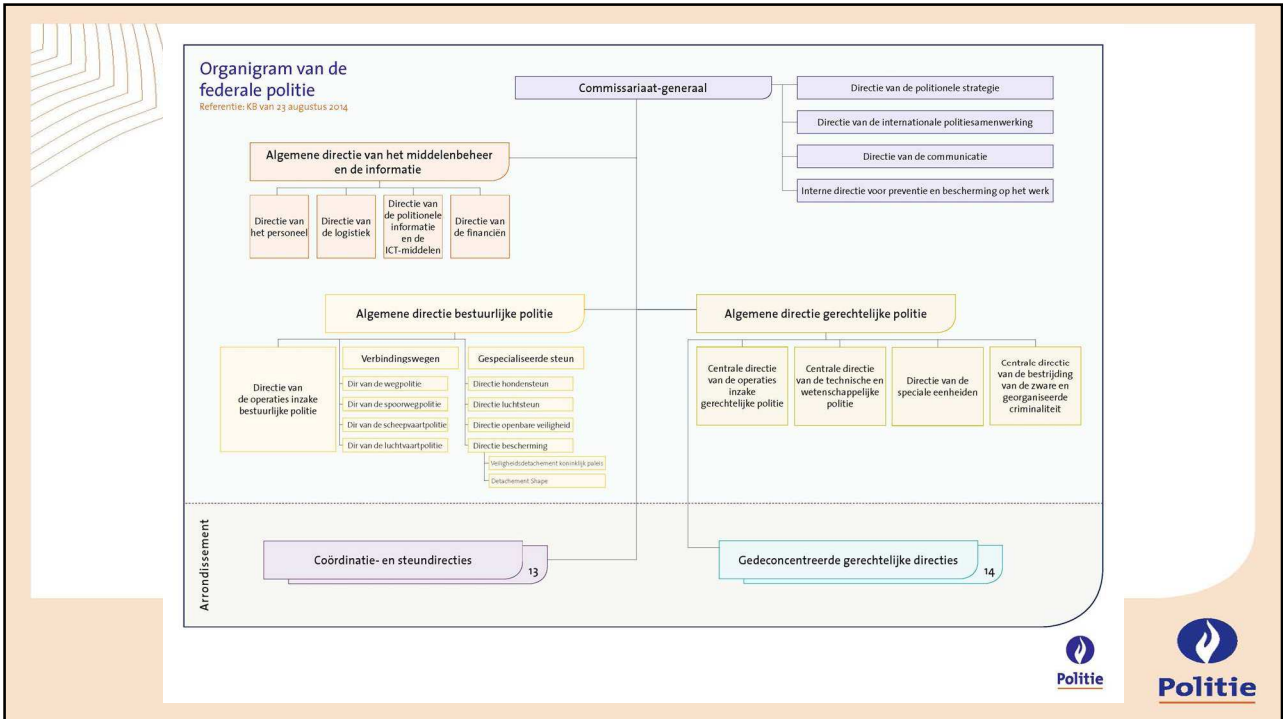 Organigram van de
federale politie
Referentie: KB van 23 augustus 2014
Commissariaat-generaal
Directie van de politionele strategie
Directie van de internationale politiesamenwerking
Directie van de communicatie
Interne directie voor preventie en bescherming op het werk
Algemene directie van het middelenbeheer
en de informatie
Directie van
het personeel
Directie van
de logistiek
Directie van
de politionele
informatie
en de
ICT-middelen
Directie van
de financiën
Algemene directie bestuurlijke politie
Directie van
de operaties inzake
bestuurlijke politie
Verbindingswegen
Dir van de wegpolitie
Dir van de spoorwegpolitie
Dir van de scheepvaartpolitie
Dir van de luchtvaartpolitie
Gespecialiseerde steun
Directie hondensteun
Directie luchtsteun
Directie openbare veiligheid
Directie bescherming
Veiligheidsdetachement koninklijk paleis
Detachement Shape
Algemene directie gerechtelijke politie
Centrale directie
van de operaties
inzake
gerechtelijke politie
Centrale directie
van de technische en
wetenschappelijke
politie
Directie van de
speciale eenheden
Centrale directie
van de bestrijding
van de zware en
georganiseerde
criminaliteit
Arrondissement
Coördinatie- en steundirecties
13
Gedeconcentreerde gerechtelijke directies
14
Politie
Politie